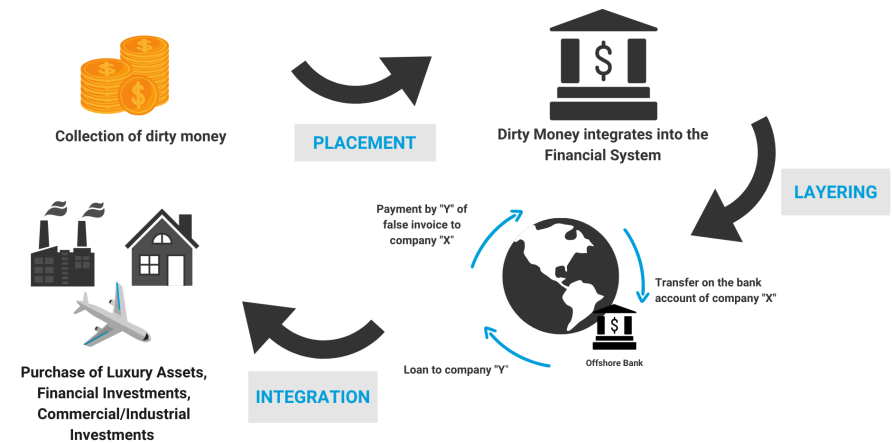 Collection of dirty money
PLACEMENT
Dirty Money integrates into the
Financial System
LAYERING
Payment by "Y" of
false invoice to
company "X"
Transfer on the bank
account of company "X"
Offshore Bank
Loan to company "Y"
INTEGRATION
Purchase of Luxury Assets,
Financial Investments,
Commercial/Industrial
Investments